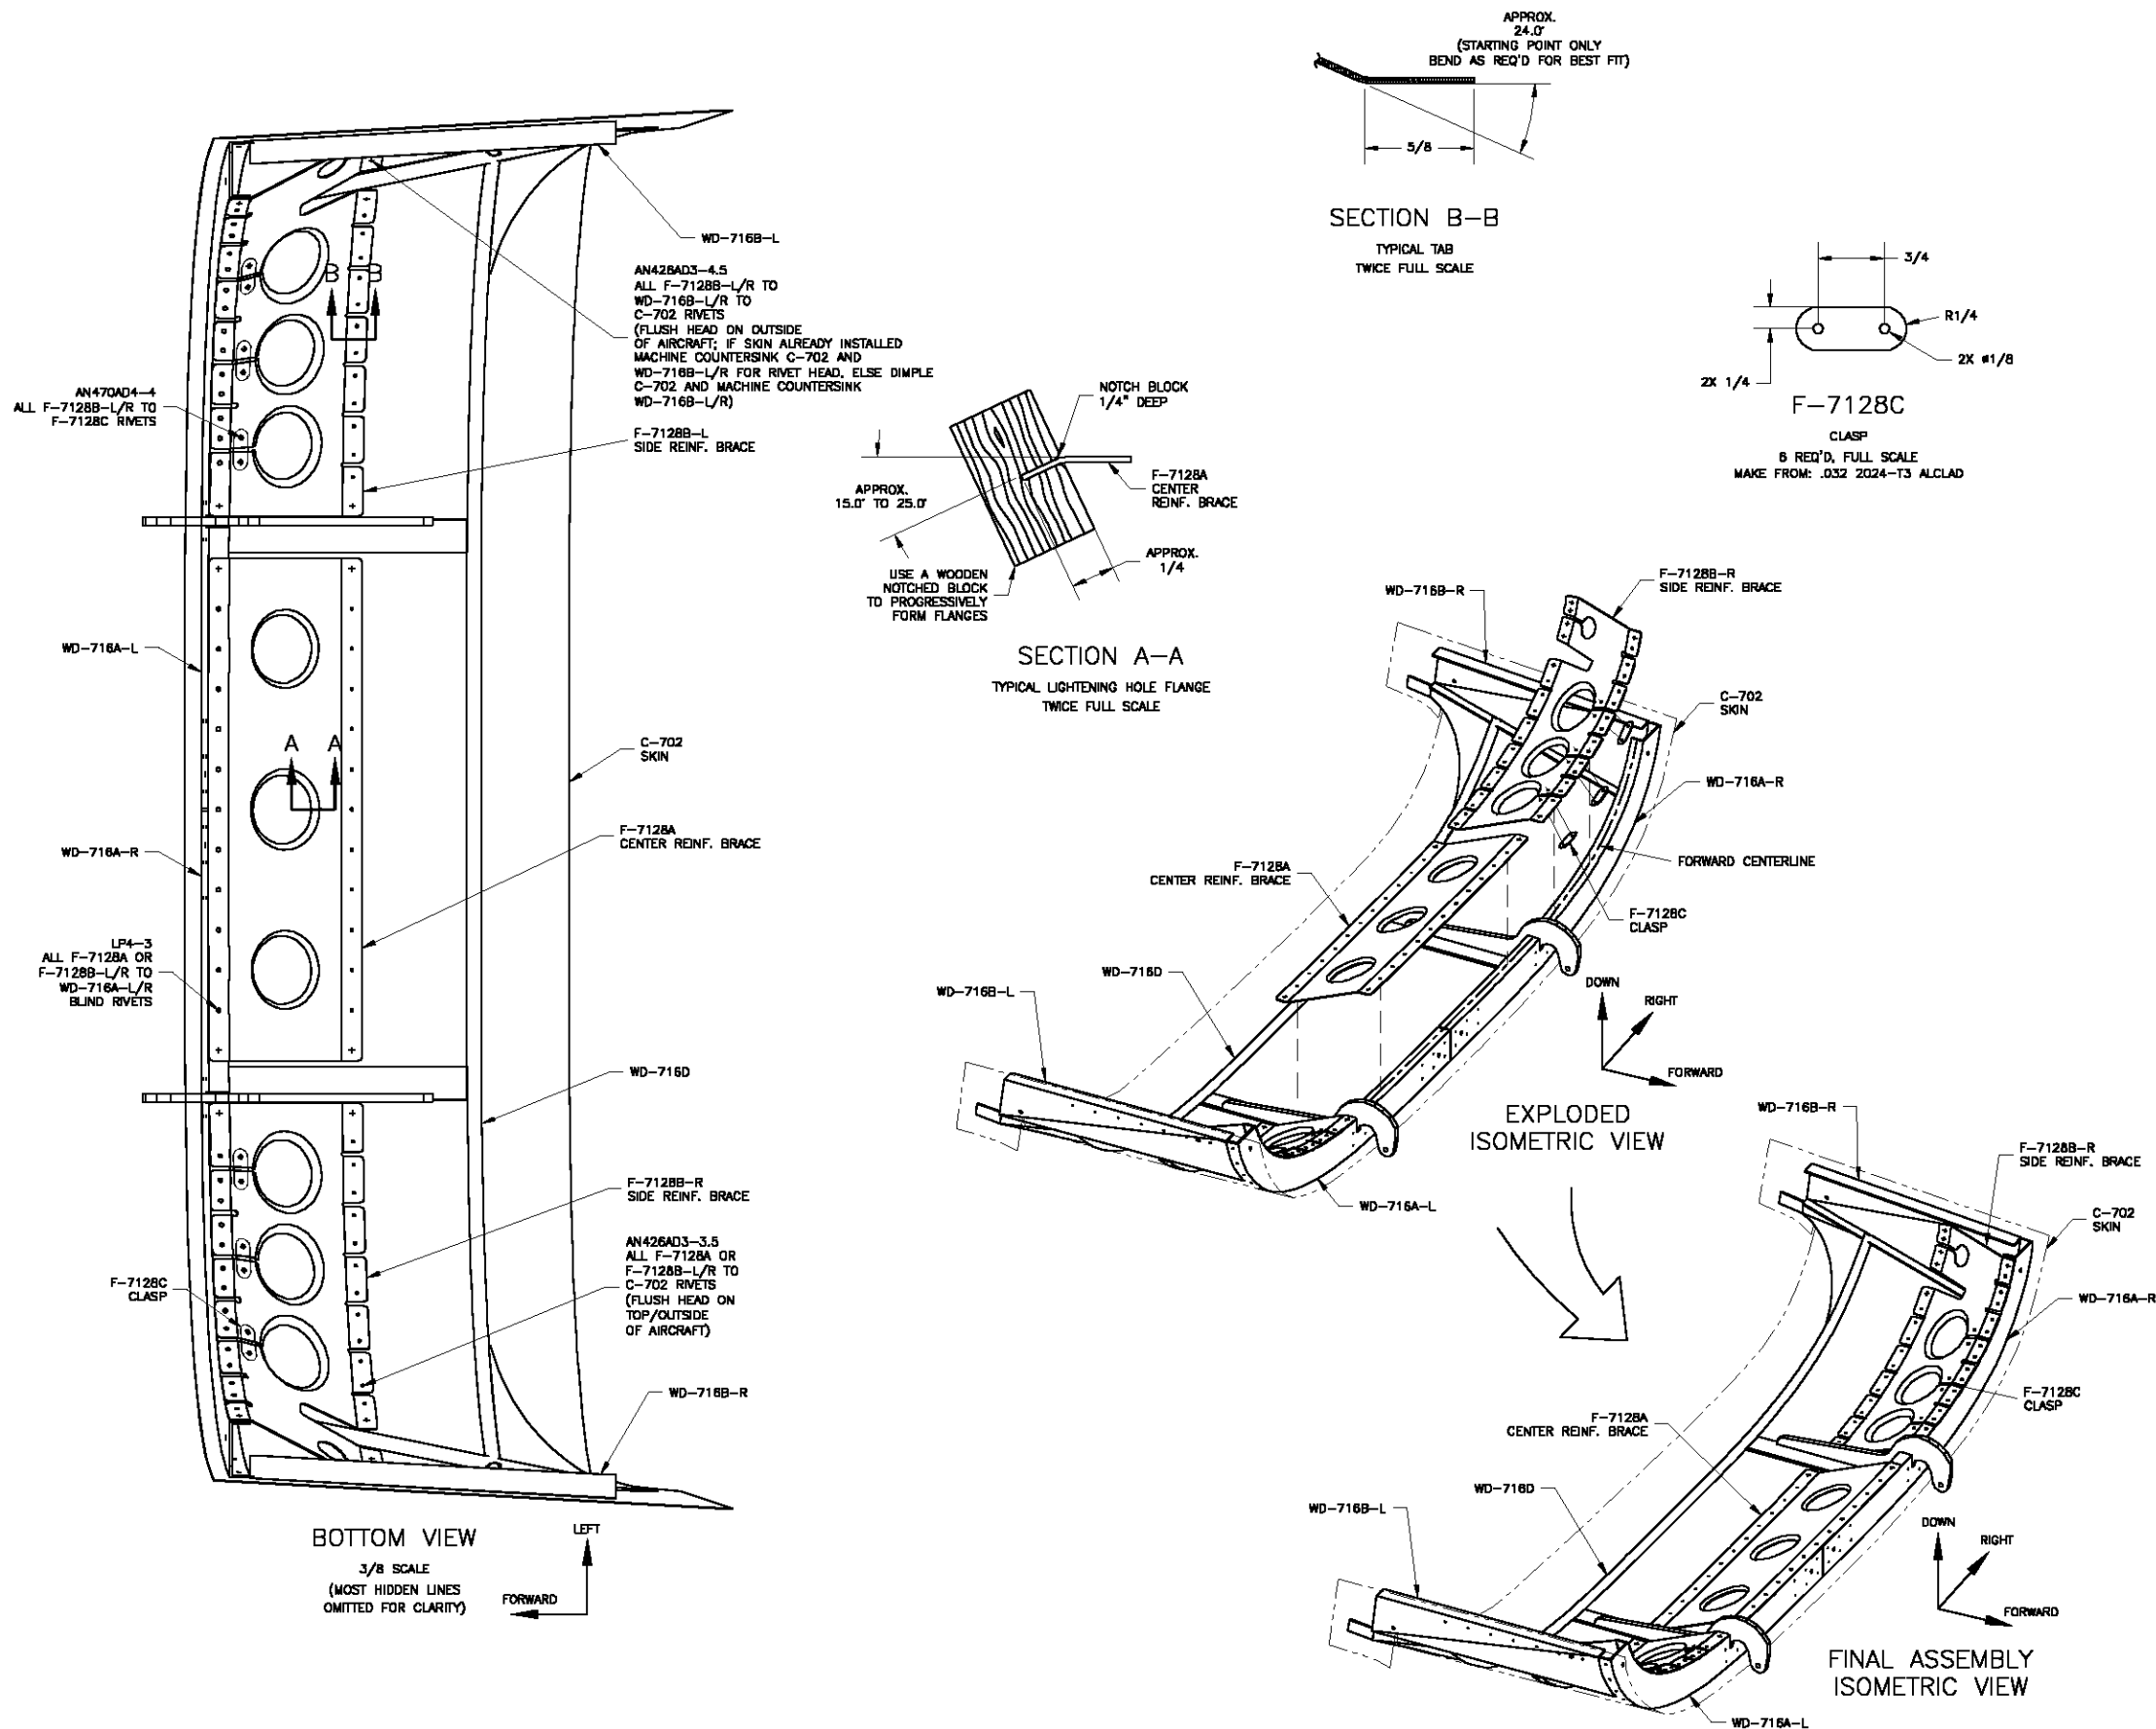 APPROX.
24.0°
(STARTING POINT ONLY
BEND AS REQ'D FOR BEST FIT)
5/8
SECTION B-B
TYPICAL TAB
TWICE FULL SCALE
3/4
R1/4
2X ø1/8
2X 1/4
F-7128C
CLASP
6 REQ'D, FULL SCALE
MAKE FROM: .032 2024-T3 ALCLAD
WD-716B-L
AN426AD3-4.5
ALL F-7128B-L/R TO
WD-716B-L/R TO
C-702 RIVETS
(FLUSH HEAD ON OUTSIDE
OF AIRCRAFT; IF SKIN ALREADY INSTALLED
MACHINE COUNTERSINK C-702 AND
WD-716B-L/R FOR RIVET HEAD, ELSE DIMPLE
C-702 AND MACHINE COUNTERSINK
WD-716B-L/R)
B B
AN470AD4-4
ALL F-7128B-L/R TO
F-7128C RIVETS
F-7128B-L
SIDE REINF. BRACE
NOTCH BLOCK
1/4" DEEP
F-7128A
CENTER
REINF. BRACE
APPROX.
15.0° TO 25.0°
APPROX.
1/4
USE A WOODEN
NOTCHED BLOCK
TO PROGRESSIVELY
FORM FLANGES
SECTION A-A
TYPICAL LIGHTENING HOLE FLANGE
TWICE FULL SCALE
WD-716A-L
A A
C-702
SKIN
WD-716A-R
F-7128A
CENTER REINF. BRACE
LP4-3
ALL F-7128A OR
F-7128B-L/R TO
WD-716A-L/R
BLIND RIVETS
WD-716D
F-7128B-R
SIDE REINF. BRACE
AN426AD3-3.5
ALL F-7128A OR
F-7128B-L/R TO
C-702 RIVETS
(FLUSH HEAD ON
TOP/OUTSIDE
OF AIRCRAFT)
F-7128C
CLASP
WD-716B-R
BOTTOM VIEW
3/8 SCALE
(MOST HIDDEN LINES
OMITTED FOR CLARITY)
LEFT
FORWARD
F-7128B-R
SIDE REINF. BRACE
WD-716B-R
C-702
SKIN
WD-716A-R
FORWARD CENTERLINE
F-7128A
CENTER REINF. BRACE
F-7128C
CLASP
WD-716D
WD-716B-L
DOWN
RIGHT
FORWARD
EXPLODED
ISOMETRIC VIEW
WD-716A-L
WD-716B-R
F-7128B-R
SIDE REINF. BRACE
C-702
SKIN
WD-716A-R
F-7128C
CLASP
F-7128A
CENTER REINF. BRACE
WD-716D
WD-716B-L
DOWN
RIGHT
FORWARD
FINAL ASSEMBLY
ISOMETRIC VIEW
WD-716A-L